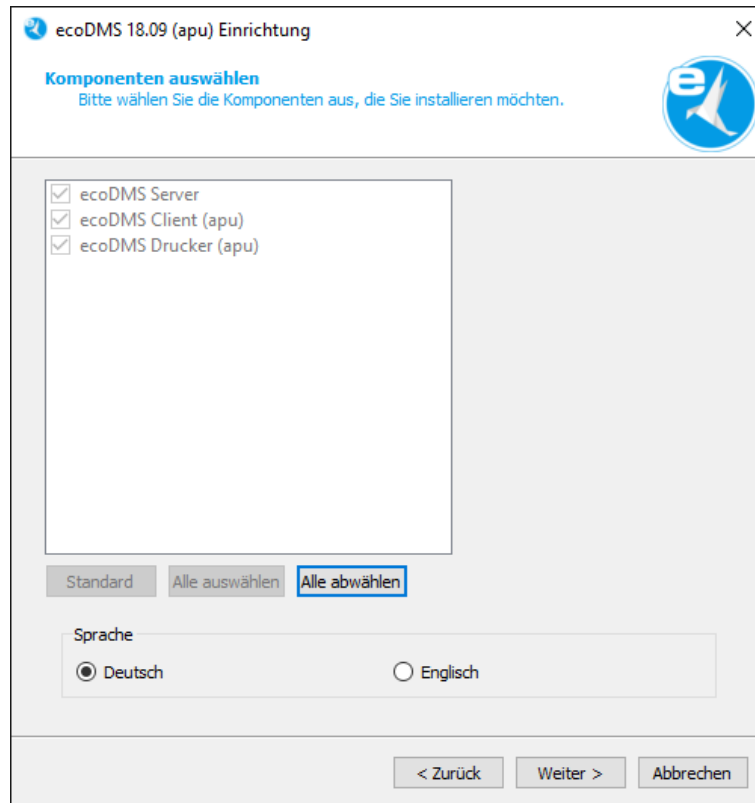 ecoDMS 18.09 (apu) Einrichtung
Komponenten auswählen
Bitte wählen Sie die Komponenten aus, die Sie installieren möchten.
e
ecoDMS Server
ecoDMS Client (apu)
ecoDMS Drucker (apu)
Standard Alle auswählen Alle abwählen
Sprache
Deutsch Englisch
< Zurück Weiter > Abbrechen